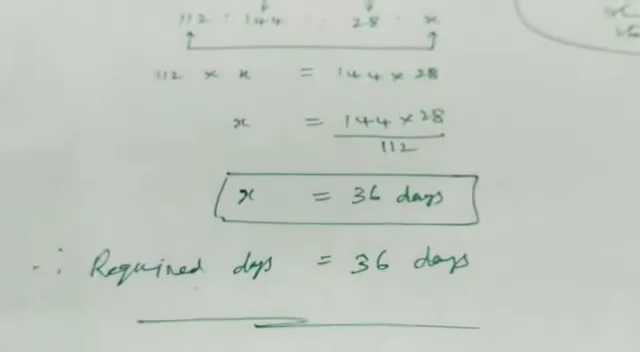 112 : 144 : 28 : x
112 × x = 144 × 28
x = 144 × 28 / 112
x = 36 days
∴ Required days = 36 days